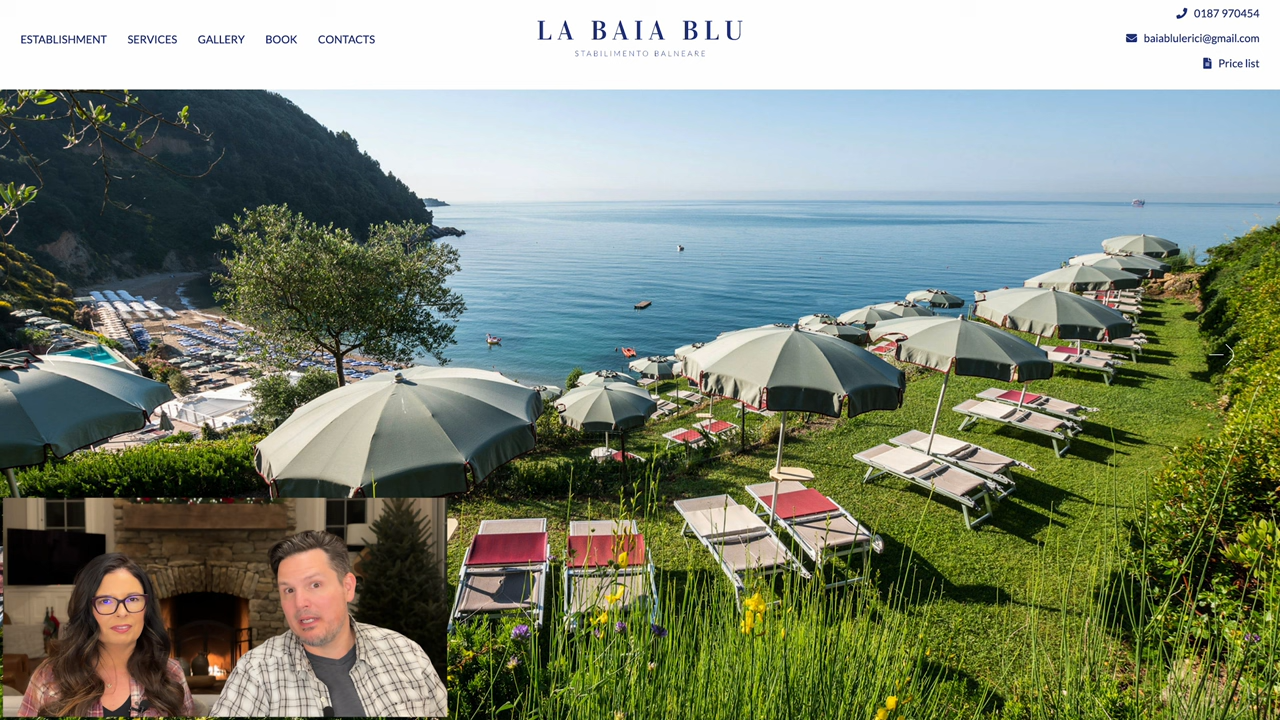 ESTABLISHMENT SERVICES GALLERY BOOK CONTACTS
LA BAIA BLU
STABILIMENTO BALNEARE
0187 970454
baiablulerici@gmail.com
Price list